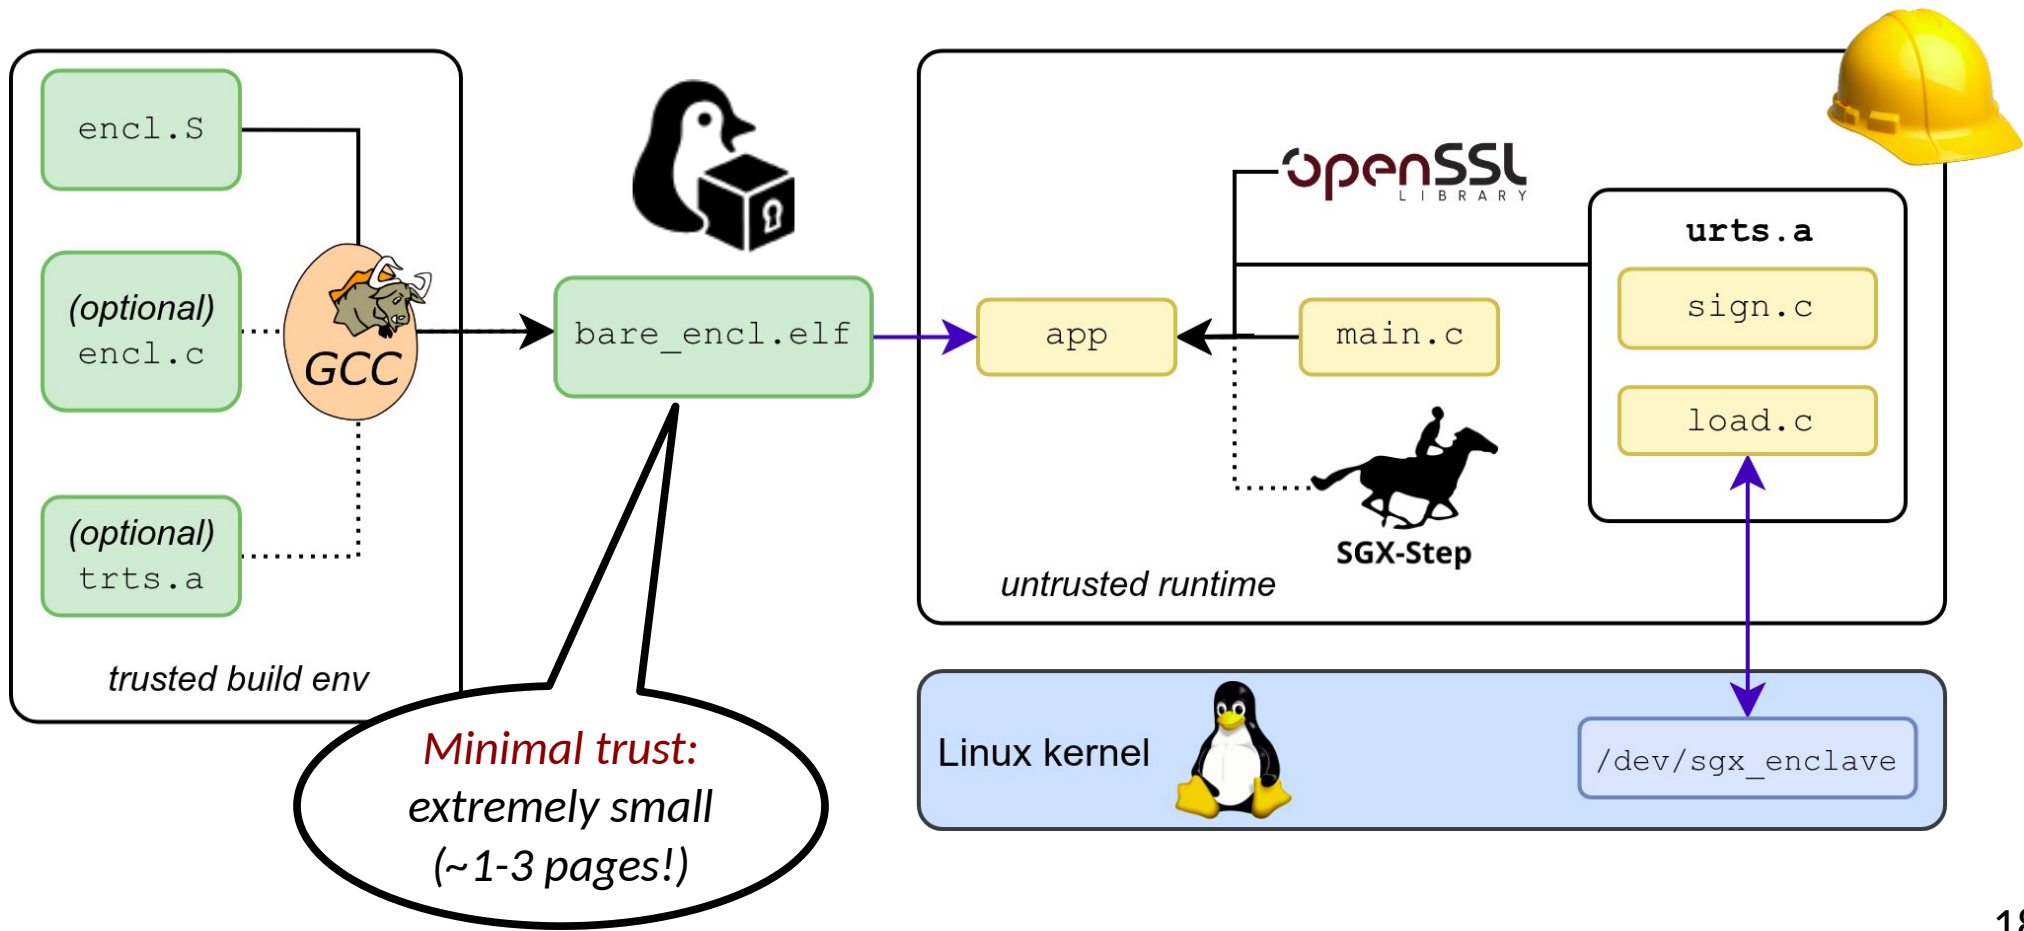 encl.S
(optional)
encl.c
GCC
(optional)
trts.a
trusted build env
bare_encl.elf
Minimal trust:
extremely small
(~1-3 pages!)
openSSL
LIBRARY
urts.a
sign.c
load.c
app
main.c
SGX-Step
untrusted runtime
Linux kernel
/dev/sgx_enclave
18